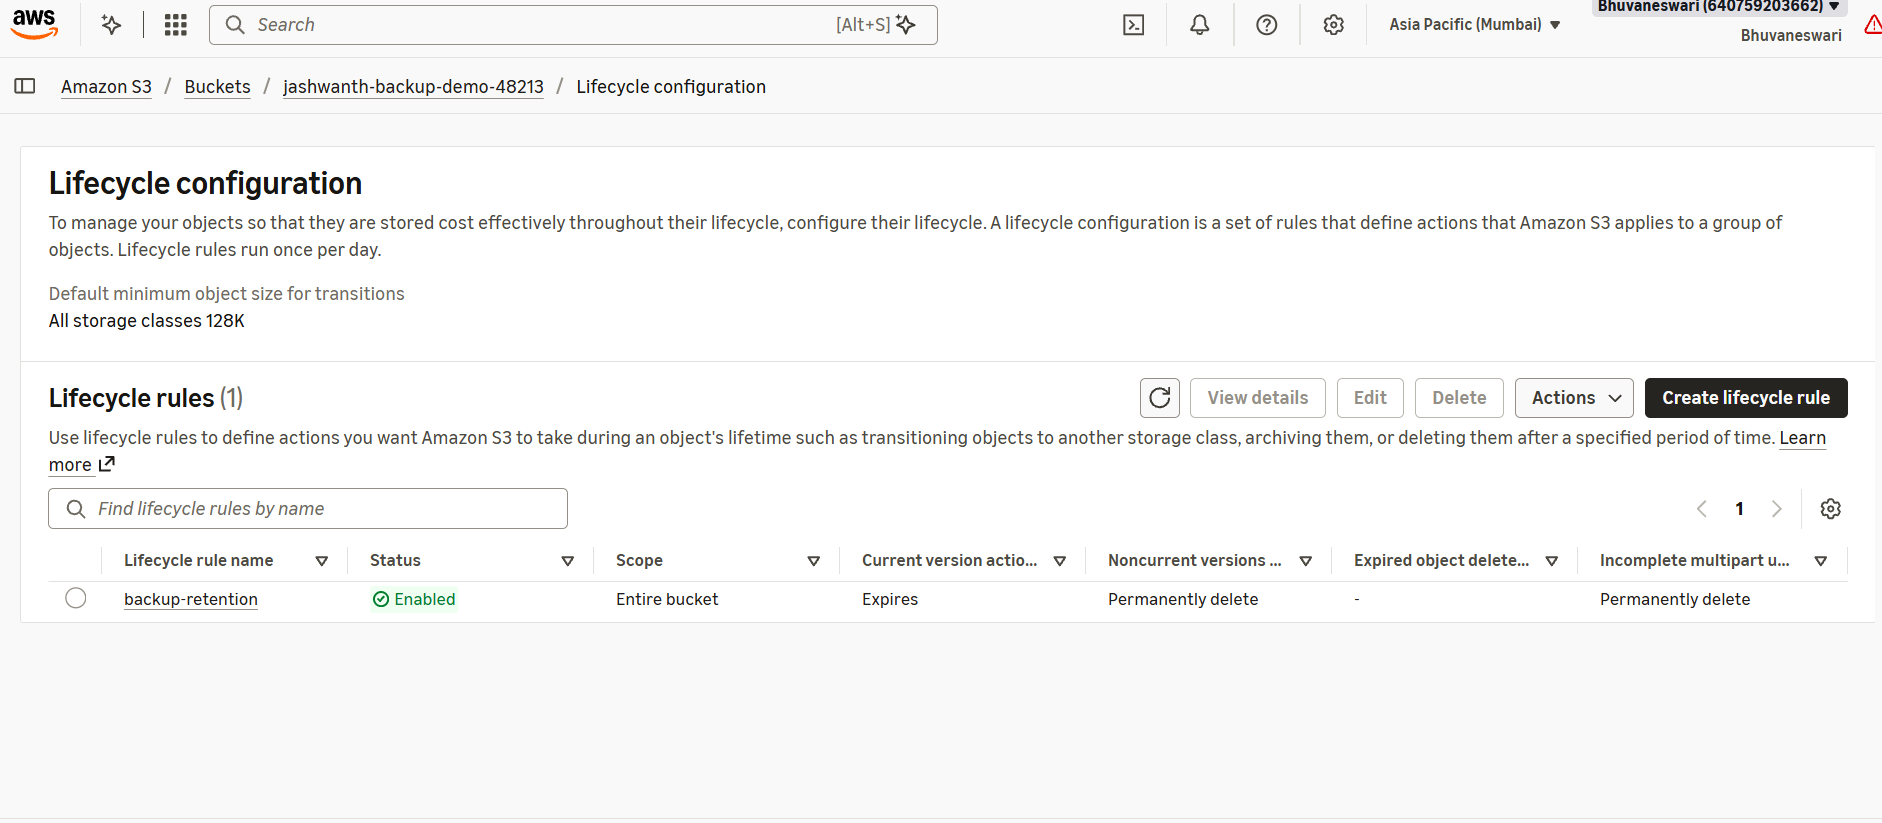 aws
Search
[Alt+S]
Asia Pacific (Mumbai)
Bhuvaneswari (640759203662)
Bhuvaneswari
Amazon S3 / Buckets / jashwanth-backup-demo-48213 / Lifecycle configuration
Lifecycle configuration
To manage your objects so that they are stored cost effectively throughout their lifecycle, configure their lifecycle. A lifecycle configuration is a set of rules that define actions that Amazon S3 applies to a group of
objects. Lifecycle rules run once per day.
Default minimum object size for transitions
All storage classes 128K
Lifecycle rules (1)
View details
Edit
Delete
Actions
Create lifecycle rule
Use lifecycle rules to define actions you want Amazon S3 to take during an object's lifetime such as transitioning objects to another storage class, archiving them, or deleting them after a specified period of time. Learn
more
Find lifecycle rules by name
1
Lifecycle rule name
Status
Scope
Current version actio...
Noncurrent versions ...
Expired object delete...
Incomplete multipart u...
backup-retention
Enabled
Entire bucket
Expires
Permanently delete
-
Permanently delete